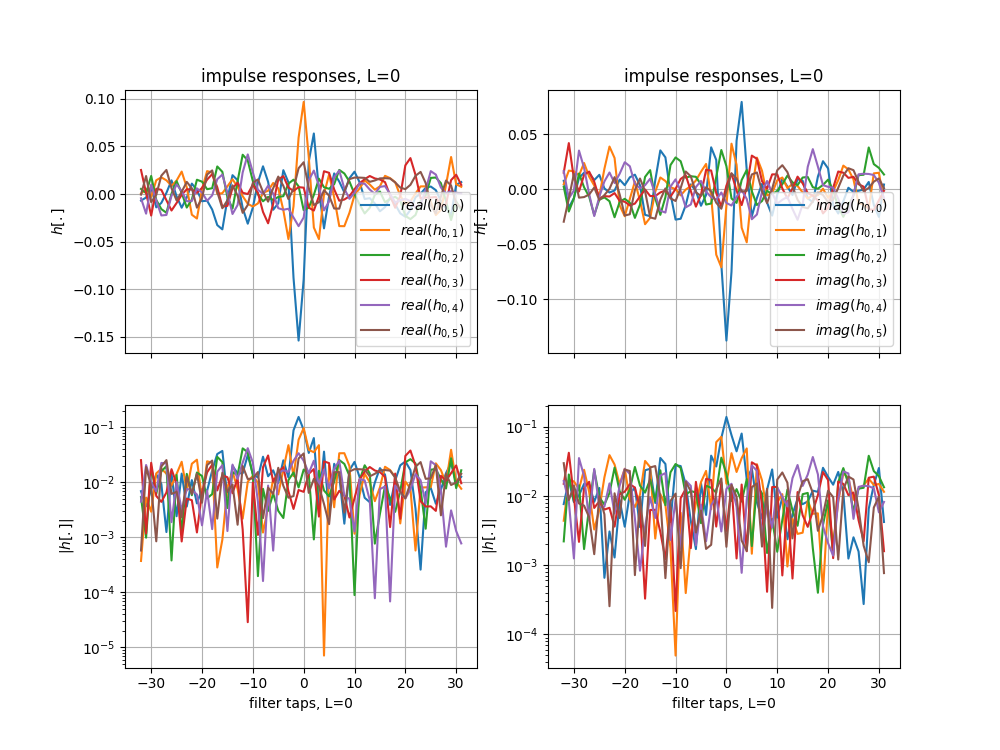 impulse responses, L=0
h[.]
0.10
0.05
0.00
−0.05
−0.10
−0.15
real(h0,0)
real(h0,1)
real(h0,2)
real(h0,3)
real(h0,4)
real(h0,5)
impulse responses, L=0
h[.]
0.05
0.00
−0.05
−0.10
imag(h0,0)
imag(h0,1)
imag(h0,2)
imag(h0,3)
imag(h0,4)
imag(h0,5)
|h[.]|
10−1
10−2
10−3
10−4
10−5
−30 −20 −10 0 10 20 30
filter taps, L=0
|h[.]|
10−1
10−2
10−3
10−4
−30 −20 −10 0 10 20 30
filter taps, L=0